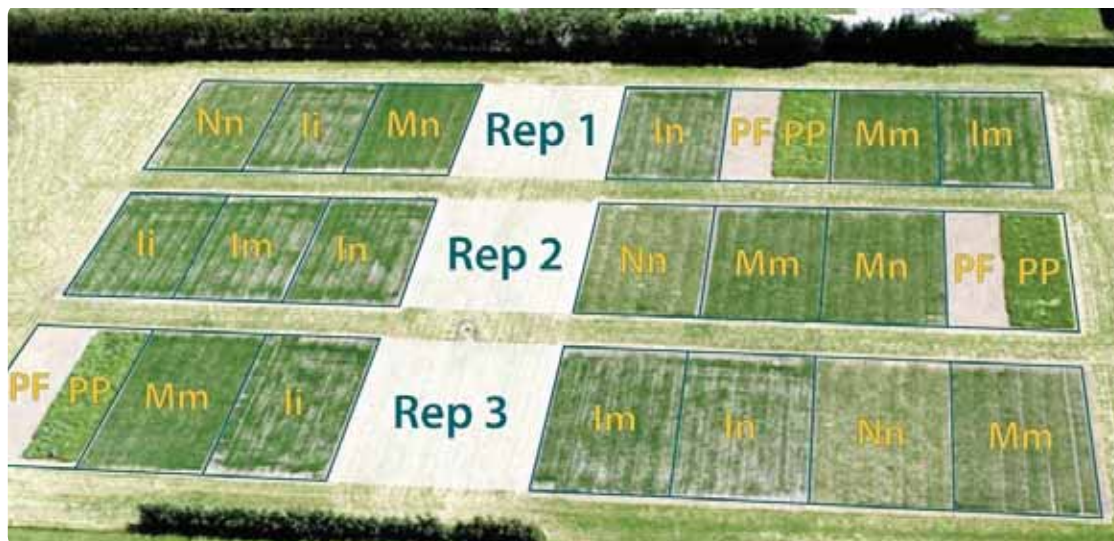 Nn Ii Mn Rep 1 In PF PP Mm Im
Ii Im In Rep 2 Nn Mm Mn PF PP
PF PP Mm Ii Rep 3 Im In Nn Mm